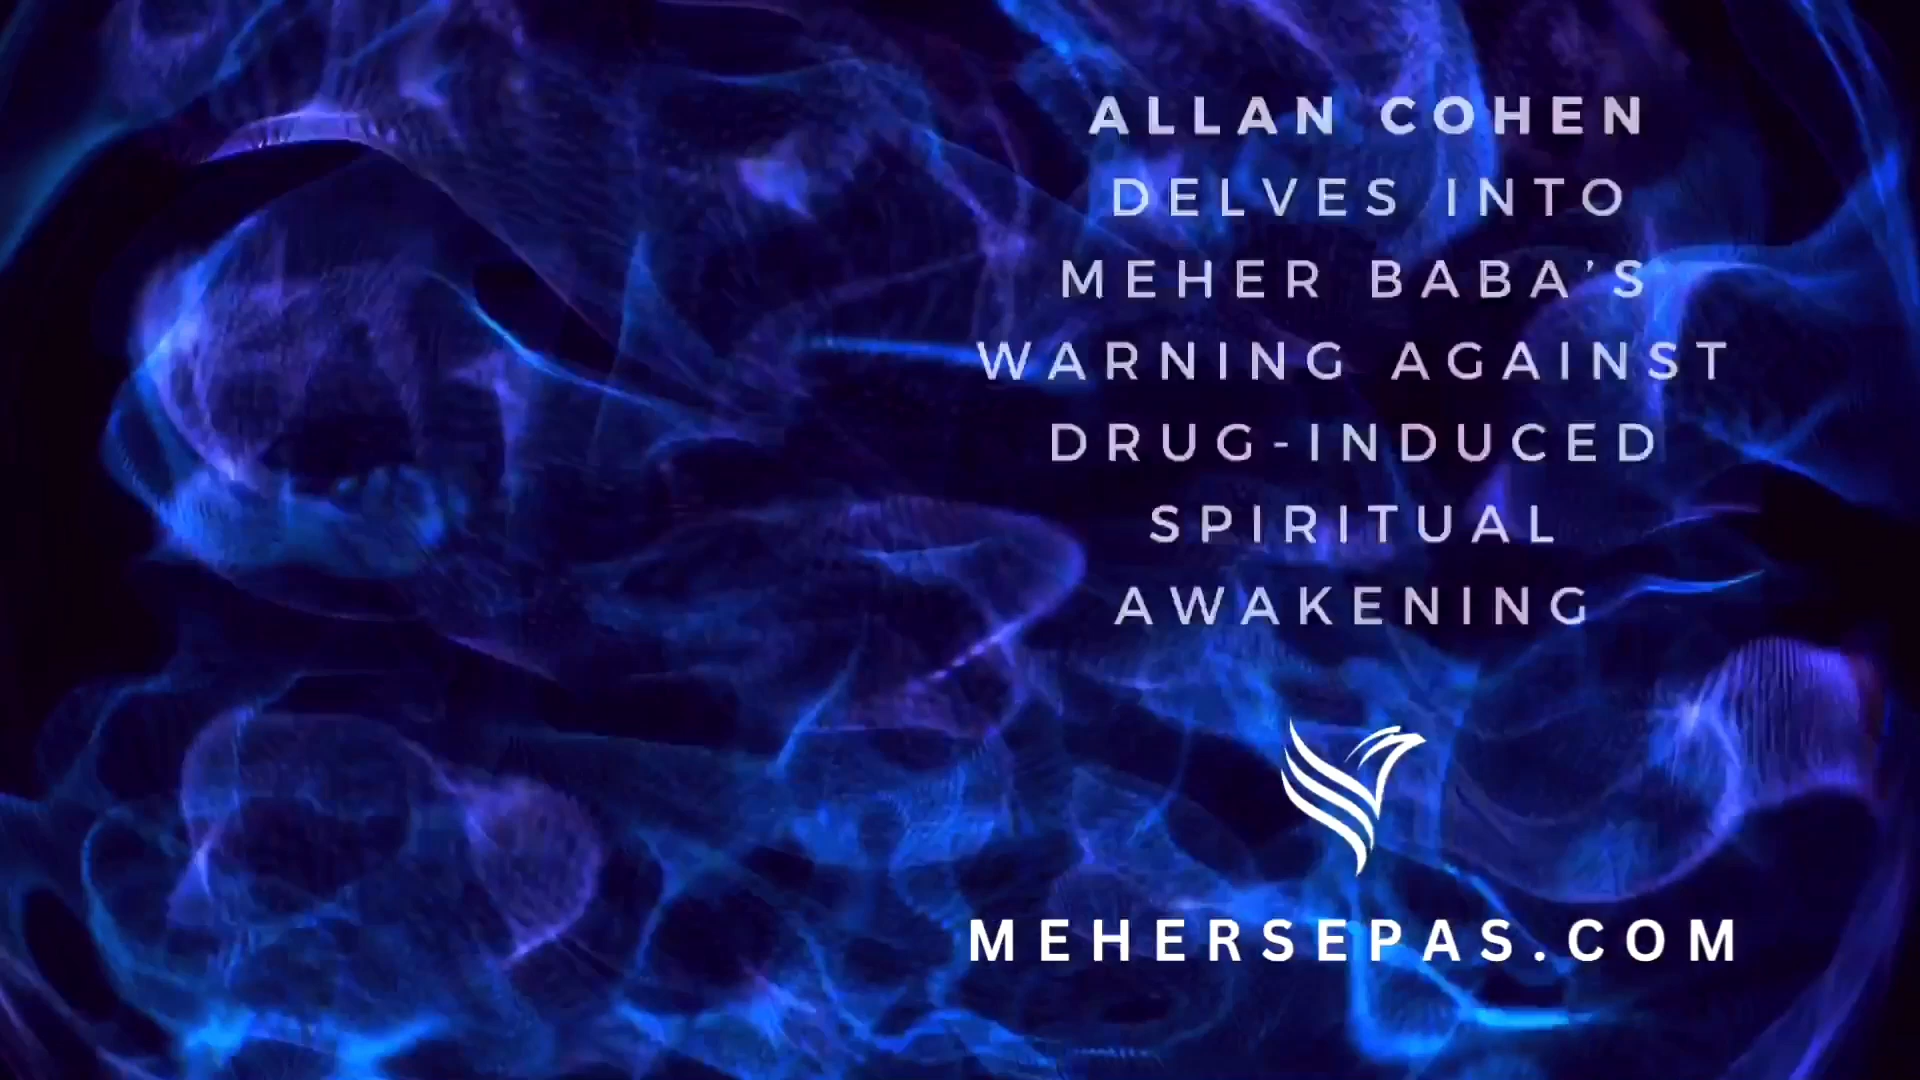 ALLAN COHEN
DELVES INTO
MEHER BABA’S
WARNING AGAINST
DRUG-INDUCED
SPIRITUAL
AWAKENING
MEHERSEPAS.COM